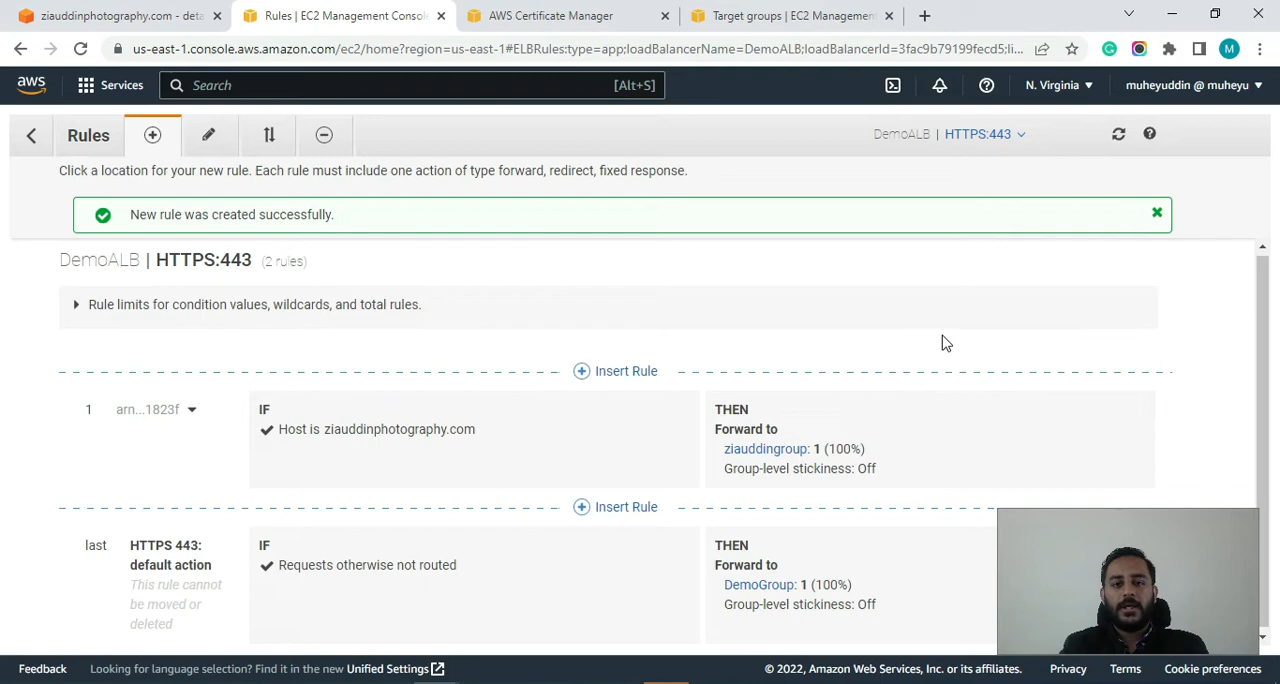 ziauddinphotography.com - deta
Rules | EC2 Management Console
AWS Certificate Manager
Target groups | EC2 Management
us-east-1.console.aws.amazon.com/ec2/home?region=us-east-1#ELBRules:type=app;loadBalancerName=DemoALB;loadBalancerId=3fac9b79199fecd5;li...
M
aws
Services
Search
[Alt+S]
N. Virginia
muheyuddin @ muheyu
Rules
DemoALB | HTTPS:443
Click a location for your new rule. Each rule must include one action of type forward, redirect, fixed response.
New rule was created successfully.
DemoALB | HTTPS:443 (2 rules)
Rule limits for condition values, wildcards, and total rules.
Insert Rule
1
arn...1823f
IF
Host is ziauddinphotography.com
THEN
Forward to
ziauddingroup: 1 (100%)
Group-level stickiness: Off
Insert Rule
last
HTTPS 443:
default action
This rule cannot
be moved or
deleted
IF
Requests otherwise not routed
THEN
Forward to
DemoGroup: 1 (100%)
Group-level stickiness: Off
Feedback
Looking for language selection? Find it in the new Unified Settings
© 2022, Amazon Web Services, Inc. or its affiliates.
Privacy
Terms
Cookie preferences